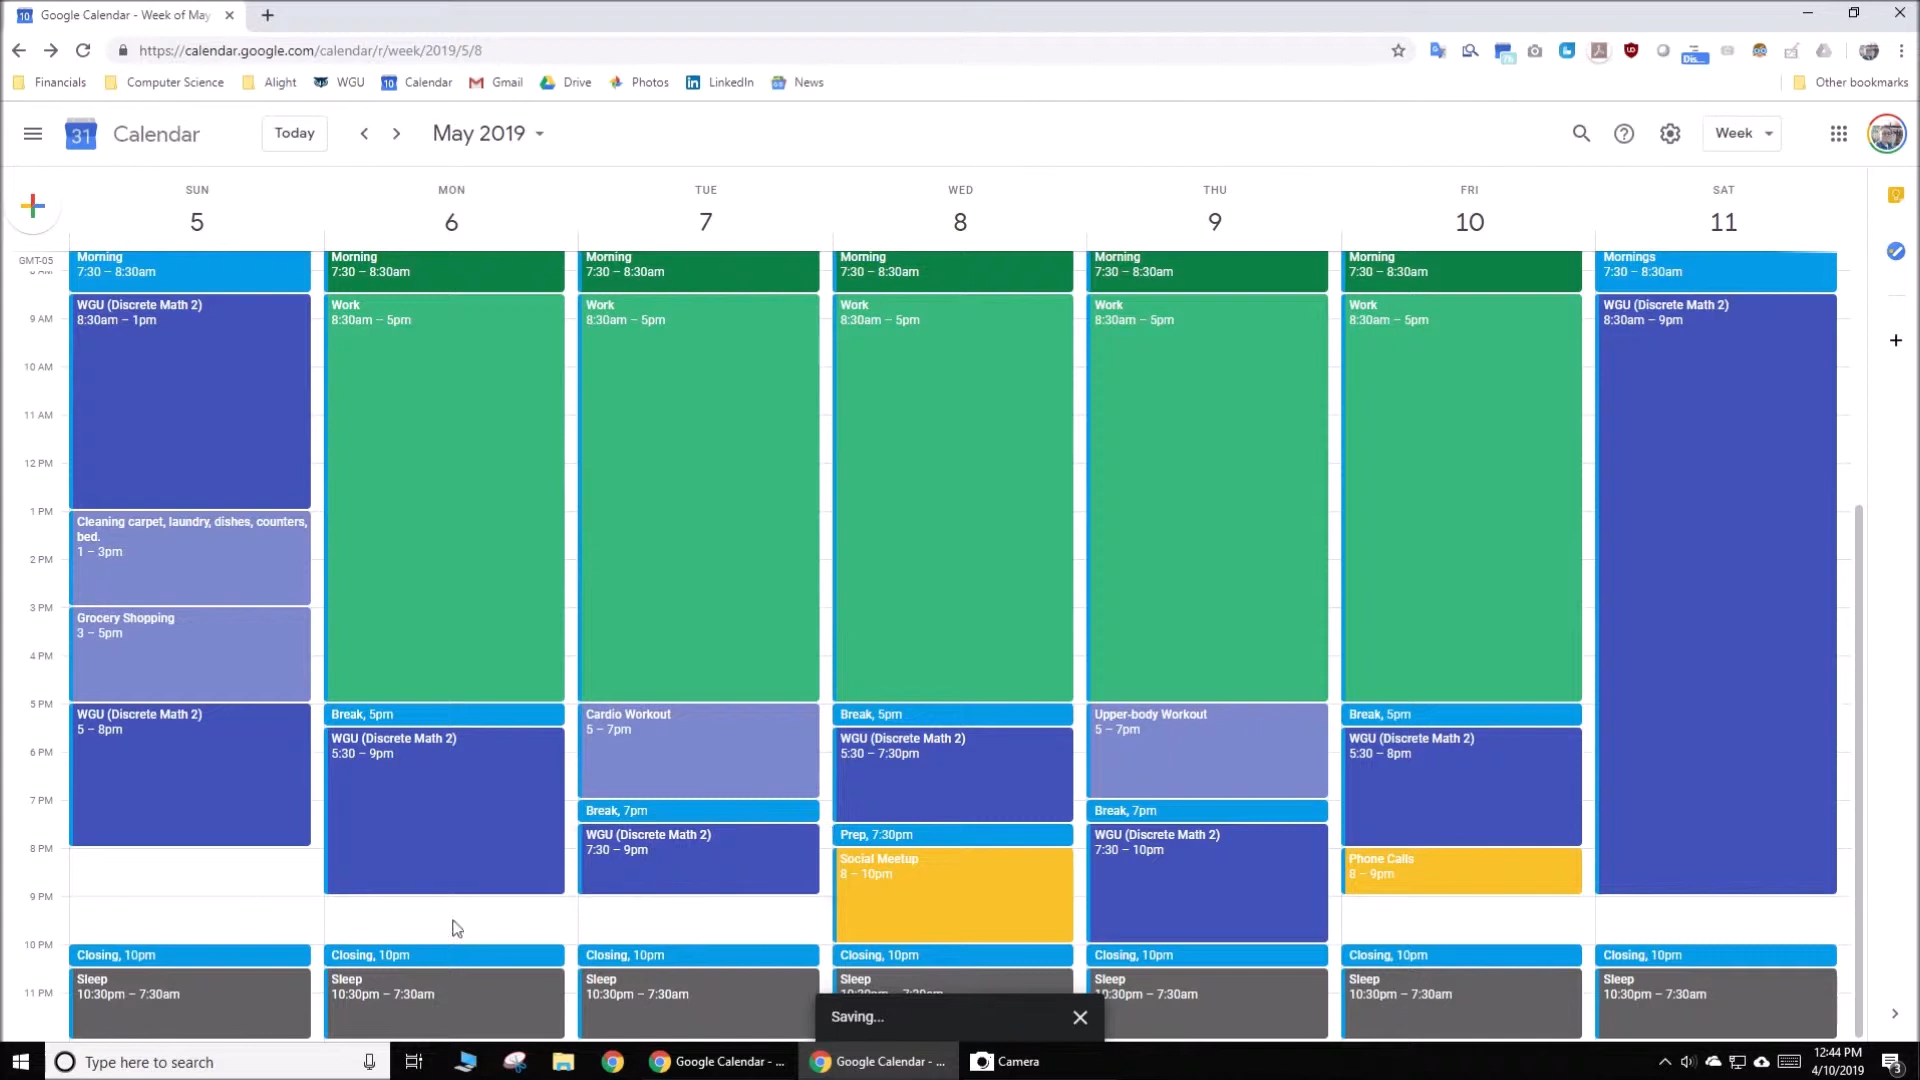 Google Calendar - Week of May
https://calendar.google.com/calendar/r/week/2019/5/8
Financials
Computer Science
Alight
WGU
10
Calendar
Gmail
Drive
Photos
LinkedIn
News
Other bookmarks
31
Calendar
Today
May 2019
Week
SUN
5
MON
6
TUE
7
WED
8
THU
9
FRI
10
SAT
11
GMT-05
9 AM
10 AM
11 AM
12 PM
1 PM
2 PM
3 PM
4 PM
5 PM
6 PM
7 PM
8 PM
9 PM
10 PM
11 PM
Morning
7:30 – 8:30am
WGU (Discrete Math 2)
8:30am – 1pm
Cleaning carpet, laundry, dishes, counters,
bed.
1 – 3pm
Grocery Shopping
3 – 5pm
WGU (Discrete Math 2)
5 – 8pm
Closing, 10pm
Sleep
10:30pm – 7:30am
Morning
7:30 – 8:30am
Work
8:30am – 5pm
Break, 5pm
WGU (Discrete Math 2)
5:30 – 9pm
Closing, 10pm
Sleep
10:30pm – 7:30am
Morning
7:30 – 8:30am
Work
8:30am – 5pm
Cardio Workout
5 – 7pm
Break, 7pm
WGU (Discrete Math 2)
7:30 – 9pm
Closing, 10pm
Sleep
10:30pm – 7:30am
Morning
7:30 – 8:30am
Work
8:30am – 5pm
Break, 5pm
WGU (Discrete Math 2)
5:30 – 7:30pm
Prep, 7:30pm
Social Meetup
8 – 10pm
Closing, 10pm
Sleep
10:30pm – 7:30am
Morning
7:30 – 8:30am
Work
8:30am – 5pm
Upper-body Workout
5 – 7pm
Break, 7pm
WGU (Discrete Math 2)
7:30 – 10pm
Closing, 10pm
Sleep
10:30pm – 7:30am
Morning
7:30 – 8:30am
Work
8:30am – 5pm
Break, 5pm
WGU (Discrete Math 2)
5:30 – 8pm
Phone Calls
8 – 9pm
Closing, 10pm
Sleep
10:30pm – 7:30am
Mornings
7:30 – 8:30am
WGU (Discrete Math 2)
8:30am – 9pm
Closing, 10pm
Sleep
10:30pm – 7:30am
Saving...
Type here to search
Google Calendar - ...
Google Calendar - ...
Camera
12:44 PM
4/10/2019
3